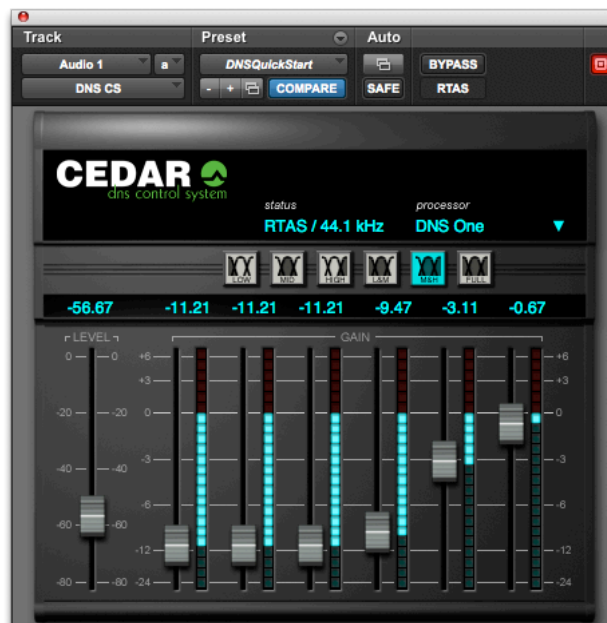 Track Preset Auto
Audio 1 a DNSQuickStart BYPASS
DNS CS - + COMPARE SAFE RTAS
CEDAR
dns control system
status processor
RTAS / 44.1 kHz DNS One
LOW MID HIGH L&M M&H FULL
-56.67 -11.21 -11.21 -11.21 -9.47 -3.11 -0.67
LEVEL GAIN
0 0 +6 +6
+3 +3
-20 -20 0 0
-40 -40 -3 -3
-60 -60 -6 -6
-12 -12
-80 -80 -24 -24